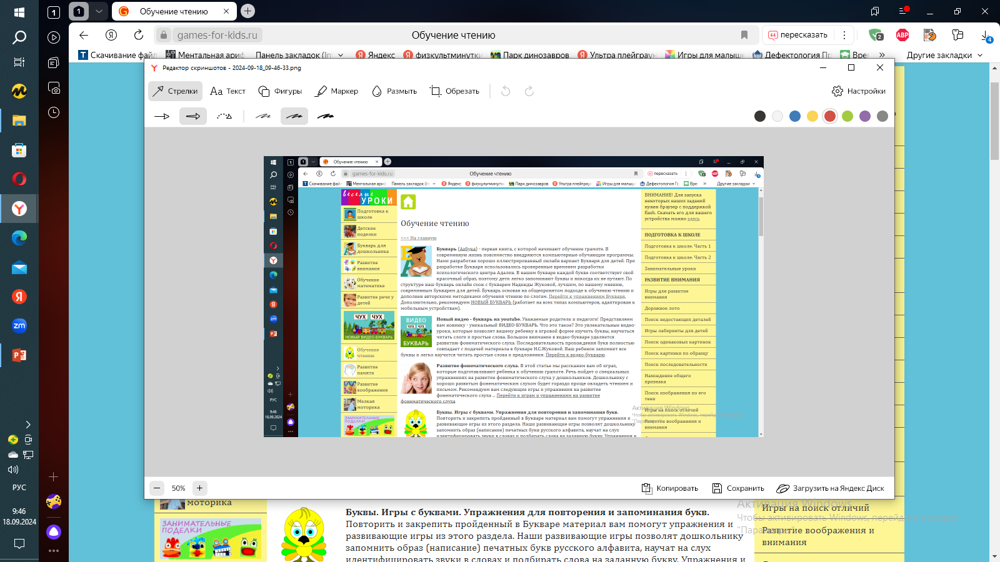 1
1
Обучение чтению
games-for-kids.ru
Обучение чтению
пересказать
2
ABP
4
Скачивание файл
Ментальная ариф
Панель закладок (In
Яндекс
физкультминутки
Парк динозавров
Ультра плейграун
Игры для малыше
Дефектология Пр
Врем
Другие закладки
Редактор скриншотов - 2024-09-18_09-46-33.png
Стрелки
Aa Текст
Фигуры
Маркер
Размыть
Обрезать
Настройки
1
1
Обучение чтению
games-for-kids.ru
Обучение чтению
пересказать
Скачивание файл
Ментальная ариф
Панель закладок (In
Яндекс
физкультминутки
Парк динозавров
Ультра плейграун
Игры для малыш
Дефектология Пр
Врем
Другие закладки
веселые
УРОКИ
Подготовка к
школе
Детские
поделки
Букварь для
дошкольника
Развитие
внимания
Обучение
математике
Развитие речи у
детей
ЧУХ ЧУХ
НОВЫЙ ВИДЕО-БУКВАРЬ
Обучение
чтению
Развитие
памяти
Развитие
воображения
Мелкая
моторика
ЗАНИМАТЕЛЬНЫЕ
ПОДЕЛКИ
Обучение чтению
<<< На главную
Букварь (Азбука) - первая книга, с которой начинают обучение грамоте. В
современную жизнь повсеместно внедряются компьютерные обучающие программы.
Нами разработан хорошо иллюстрированный онлайн вариант Букваря для детей. При
разработке Букваря использовались проверенные временем разработки
психологического центра Адалин. В нашем букваре каждой букве соответствует свой
красочный образ, поэтому дети легко запоминают буквы и никогда их не путают. По
структуре наш букварь онлайн схож с букварем Надежды Жуковой, лучшим, по нашему мнению,
современным букварем для детей. Букварь основан на общепринятом подходе к обучению чтению и
дополнен авторскими методиками обучения чтению по слогам. Перейти к упражнениям Букваря.
Дополнительно, рекомендуем НОВЫЙ БУКВАРЬ (работает на всех типах компьютеров, адаптирован к
мобильным устройствам).
ВИДЕО
ЧУХ ЧУХ
БУКВАРЬ
Новый видео - букварь на youtube. Уважаемые родители и педагоги! Представляем
вам новинку - уникальный ВИДЕО-БУКВАРЬ. Что это такое? Это увлекательные видео-
уроки, которые позволят вашему ребенку в игровой форме изучить буквы, научиться
читать слоги и простые слова. Большое внимание в видео-букваре уделяется
развитию фонематического слуха. Последовательность прохождения букв полностью
совпадает с подачей материала в букваре Н.С.Жуковой. Ваш ребенок запомнит все
буквы и легко научится читать простые слова и предложения. Перейти к видео-букварю
Развитие фонематического слуха. В этой статье мы расскажем вам об играх,
которые подготавливают ребенка к обучению грамоте. Речь пойдет о специальных
упражнениях на развитие фонематического слуха у дошкольников. Дошкольнику с
хорошо развитым фонематическим слухом будет гораздо проще овладеть чтением и
письмом. Рекомендуем вам следующие игры и упражнения на развитие
фонематического слуха ... Перейти к играм и упражнениям на развитие
фонематического слуха
Буквы. Игры с буквами. Упражнения для повторения и запоминания букв.
Повторить и закрепить пройденный в Букваре материал вам помогут упражнения и
развивающие игры из этого раздела. Наши развивающие игры позволят дошкольнику
запомнить образ (написание) печатных букв русского алфавита, научат на слух
идентифицировать звуки в словах и подбирать слова на заданную букву. Упражнения и
ВНИМАНИЕ! Для запуска
некоторых наших заданий
нужен браузер с поддержкой
flash. Скачать его для вашего
устройства можно здесь
ПОДГОТОВКА К ШКОЛЕ
Подготовка к школе. Часть 1
Подготовка к школе. Часть 2
Занимательные уроки
РАЗВИТИЕ ВНИМАНИЯ
Игры для развития
внимания
Дорожное лото
Поиск недостающих деталей
Игры лабиринты для детей
Поиск одинаковых картинок
Поиск картинки по образцу
Поиск последовательности
Нахождение общего
признака
Поиск изображения по его
тени
Игры на поиск отличий
Развитие воображения и
внимания
Активация Windows
Чтобы активировать Windows, перейд
"Парам
zm
РУС
9:46
18.09.2024
50%
Копировать
Сохранить
Загрузить на Яндекс Диск
zm
РУС
9:46
18.09.2024
моторика
ЗАНИМАТЕЛЬНЫЕ
ПОДЕЛКИ
Буквы. Игры с буквами. Упражнения для повторения и запоминания букв.
Повторить и закрепить пройденный в Букваре материал вам помогут упражнения и
развивающие игры из этого раздела. Наши развивающие игры позволят дошкольнику
запомнить образ (написание) печатных букв русского алфавита, научат на слух
идентифицировать звуки в словах и подбирать слова на заданную букву. Упражнения и
Активация Windows
Чтобы активировать Windows, перейд
"Парам
Игры на поиск отличий
Развитие воображения и
внимания